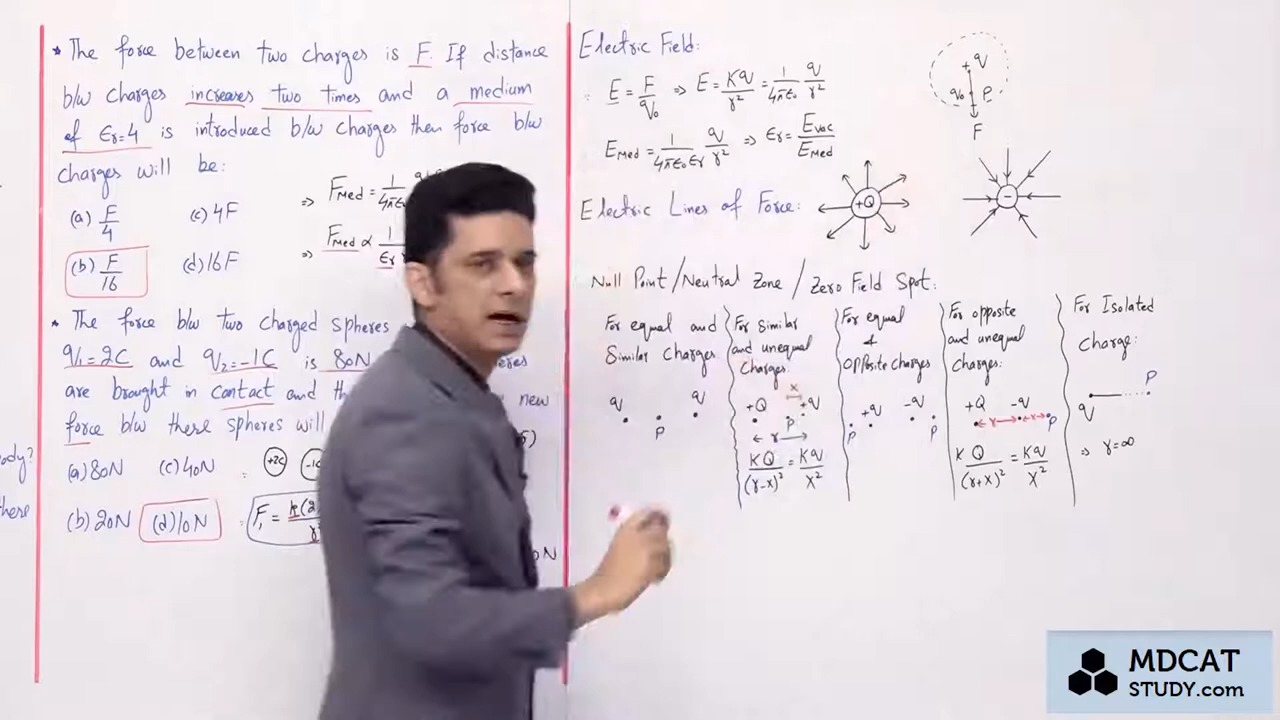 * The force between two charges is F. If distance
b/w charges increases two times and a medium
of εr=4 is introduced b/w charges then force b/w
charges will be:
(a) F/4 (c) 4F
(b) F/16 (d) 16F
⇒ FMed = 1/4πε₀
⇒ FMed ∝ 1/εr
* The force b/w two charged spheres
q₁=2C and q₂=-1C is 80N
are brought in contact and
new
force b/w these spheres will
(a) 80N (c) 40N
(b) 20N (d) 10N
+2C -1C
F₁ = k(2
ody?
here
Electric Field:
E = F/q₀ ⇒ E = Kq/r² = 1/4πε₀ q/r²
EMed = 1/4πε₀εr q/r² ⇒ εr = Evac/EMed
+q
q₀ E
F
Electric Lines of Force:
+Q
-
Null Point/Neutral Zone / Zero Field Spot:
For equal and
Similar Charges
q q
P
For similar
and unequal
Charges:
x
+Q +q
P
r
KQ/(r-x)² = Kq/x²
For equal
&
opposite charges
+q -q
P P
For opposite
and unequal
Charges:
+Q -q
r x P
KQ/(r+x)² = Kq/x²
For Isolated
Charge:
P
q
⇒ r=∞
MDCAT
STUDY.com